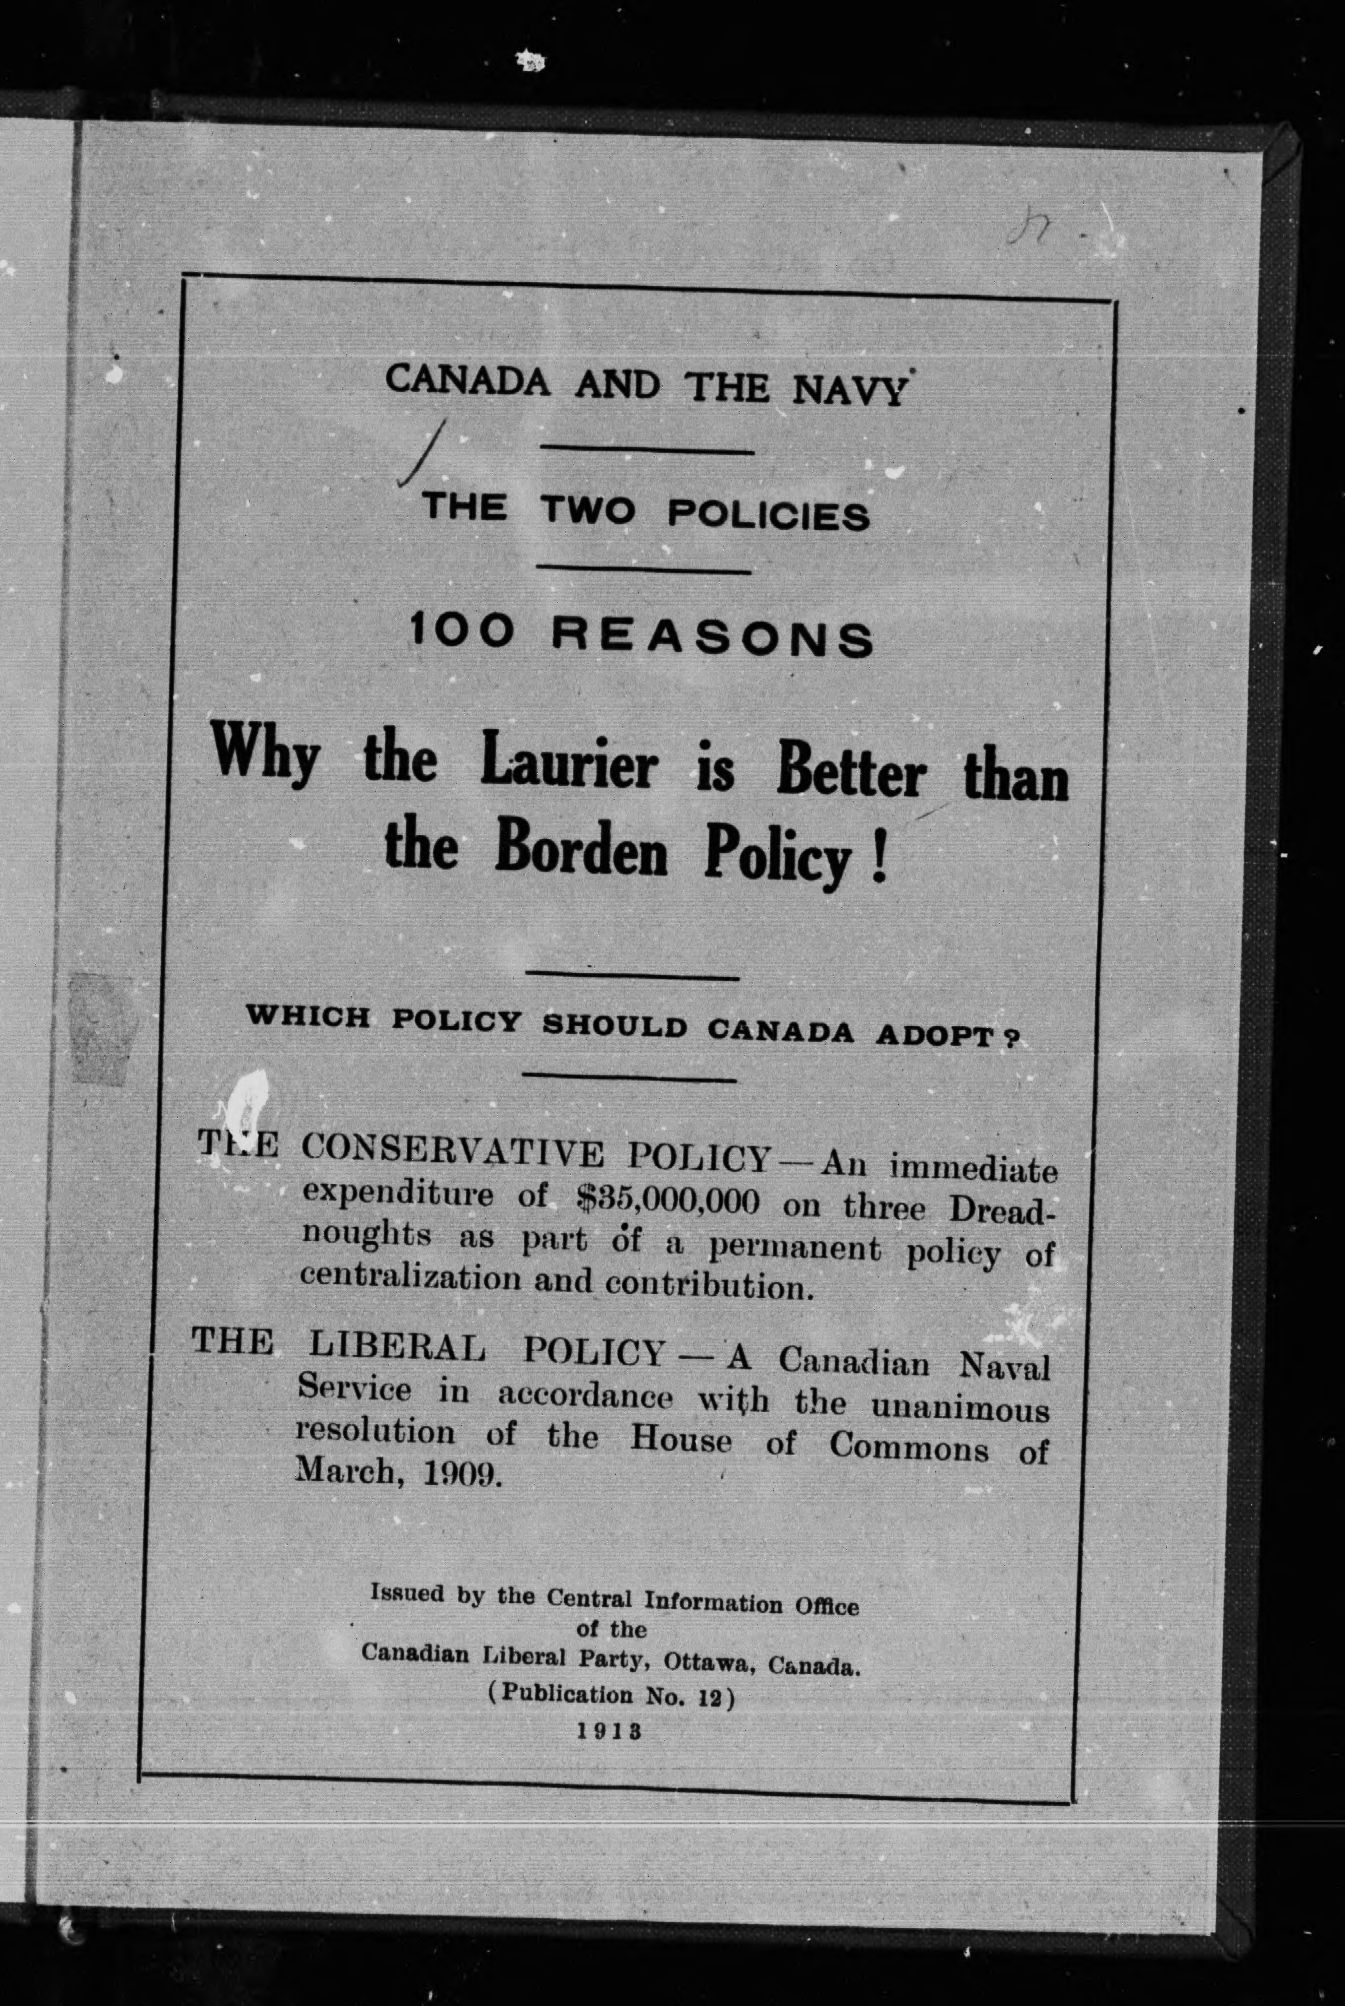 CANADA AND THE NAVY
THE TWO POLICIES
100 REASONS
Why the Laurier is Better than
the Borden Policy!
WHICH POLICY SHOULD CANADA ADOPT?
THE CONSERVATIVE POLICY—An immediate
expenditure of $35,000,000 on three Dread-
noughts as part of a permanent policy of
centralization and contribution.
THE LIBERAL POLICY—A Canadian Naval
Service in accordance with the unanimous
resolution of the House of Commons of
March, 1909.
Issued by the Central Information Office
of the
Canadian Liberal Party, Ottawa, Canada.
(Publication No. 12)
1913